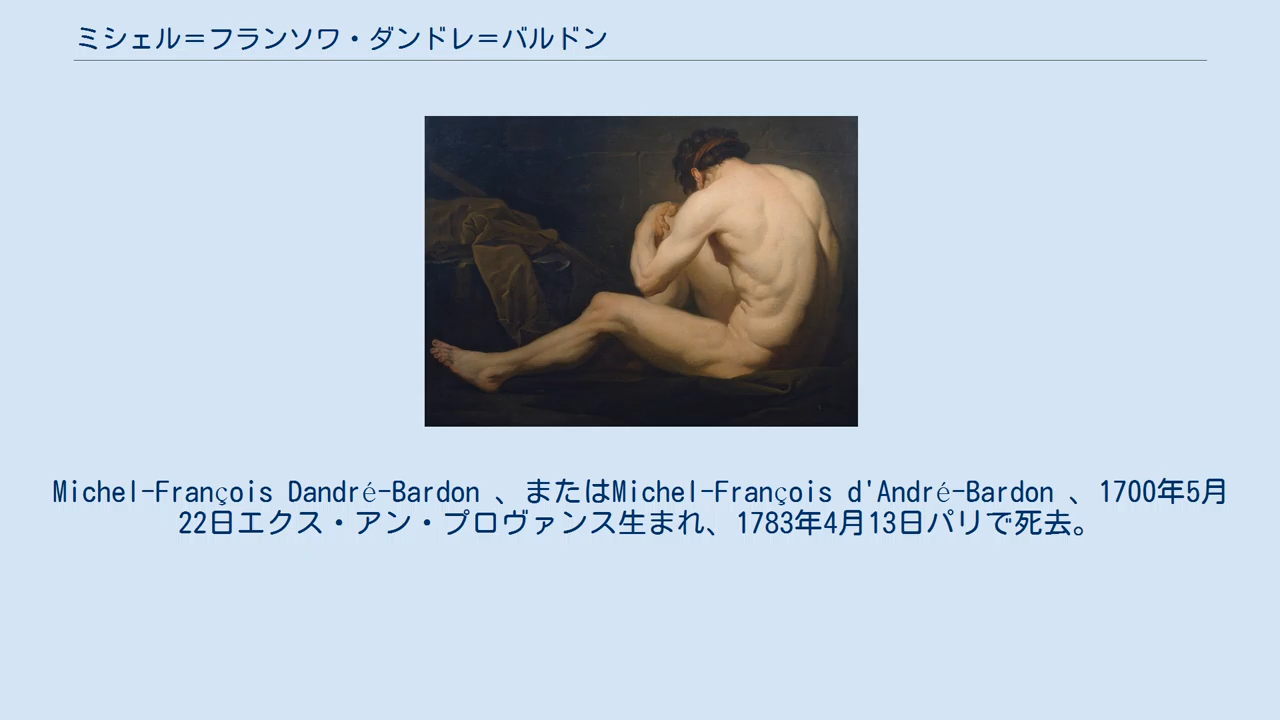 ミシェル＝フランソワ・ダンドレ＝バルドン
Michel-François Dandré-Bardon 、またはMichel-François d'André-Bardon 、1700年5月
22日エクス・アン・プロヴァンス生まれ、1783年4月13日パリで死去。